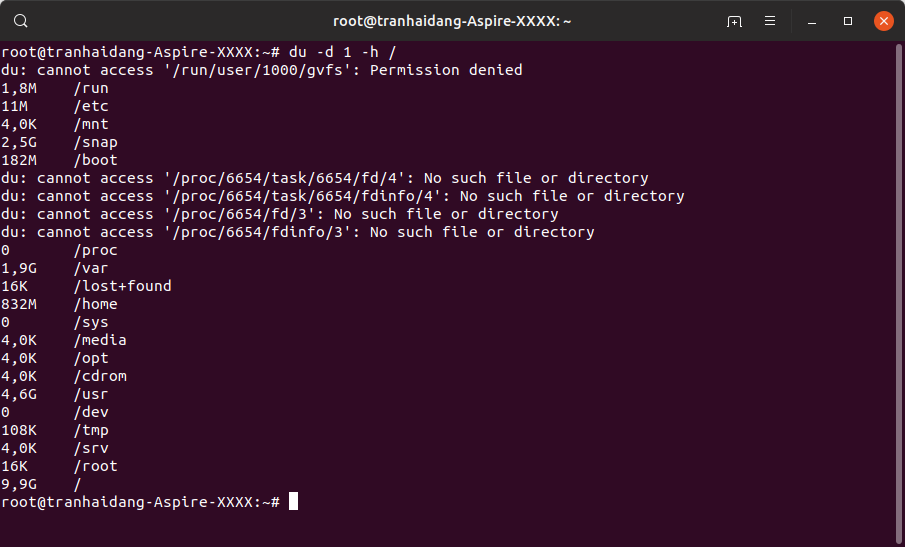 root@tranhaidang-Aspire-XXXX: ~
root@tranhaidang-Aspire-XXXX:~# du -d 1 -h /
du: cannot access '/run/user/1000/gvfs': Permission denied
1,8M    /run
11M     /etc
4,0K    /mnt
2,5G    /snap
182M    /boot
du: cannot access '/proc/6654/task/6654/fd/4': No such file or directory
du: cannot access '/proc/6654/task/6654/fdinfo/4': No such file or directory
du: cannot access '/proc/6654/fd/3': No such file or directory
du: cannot access '/proc/6654/fdinfo/3': No such file or directory
0       /proc
1,9G    /var
16K     /lost+found
832M    /home
0       /sys
4,0K    /media
4,0K    /opt
4,0K    /cdrom
4,6G    /usr
0       /dev
108K    /tmp
4,0K    /srv
16K     /root
9,9G    /
root@tranhaidang-Aspire-XXXX:~#